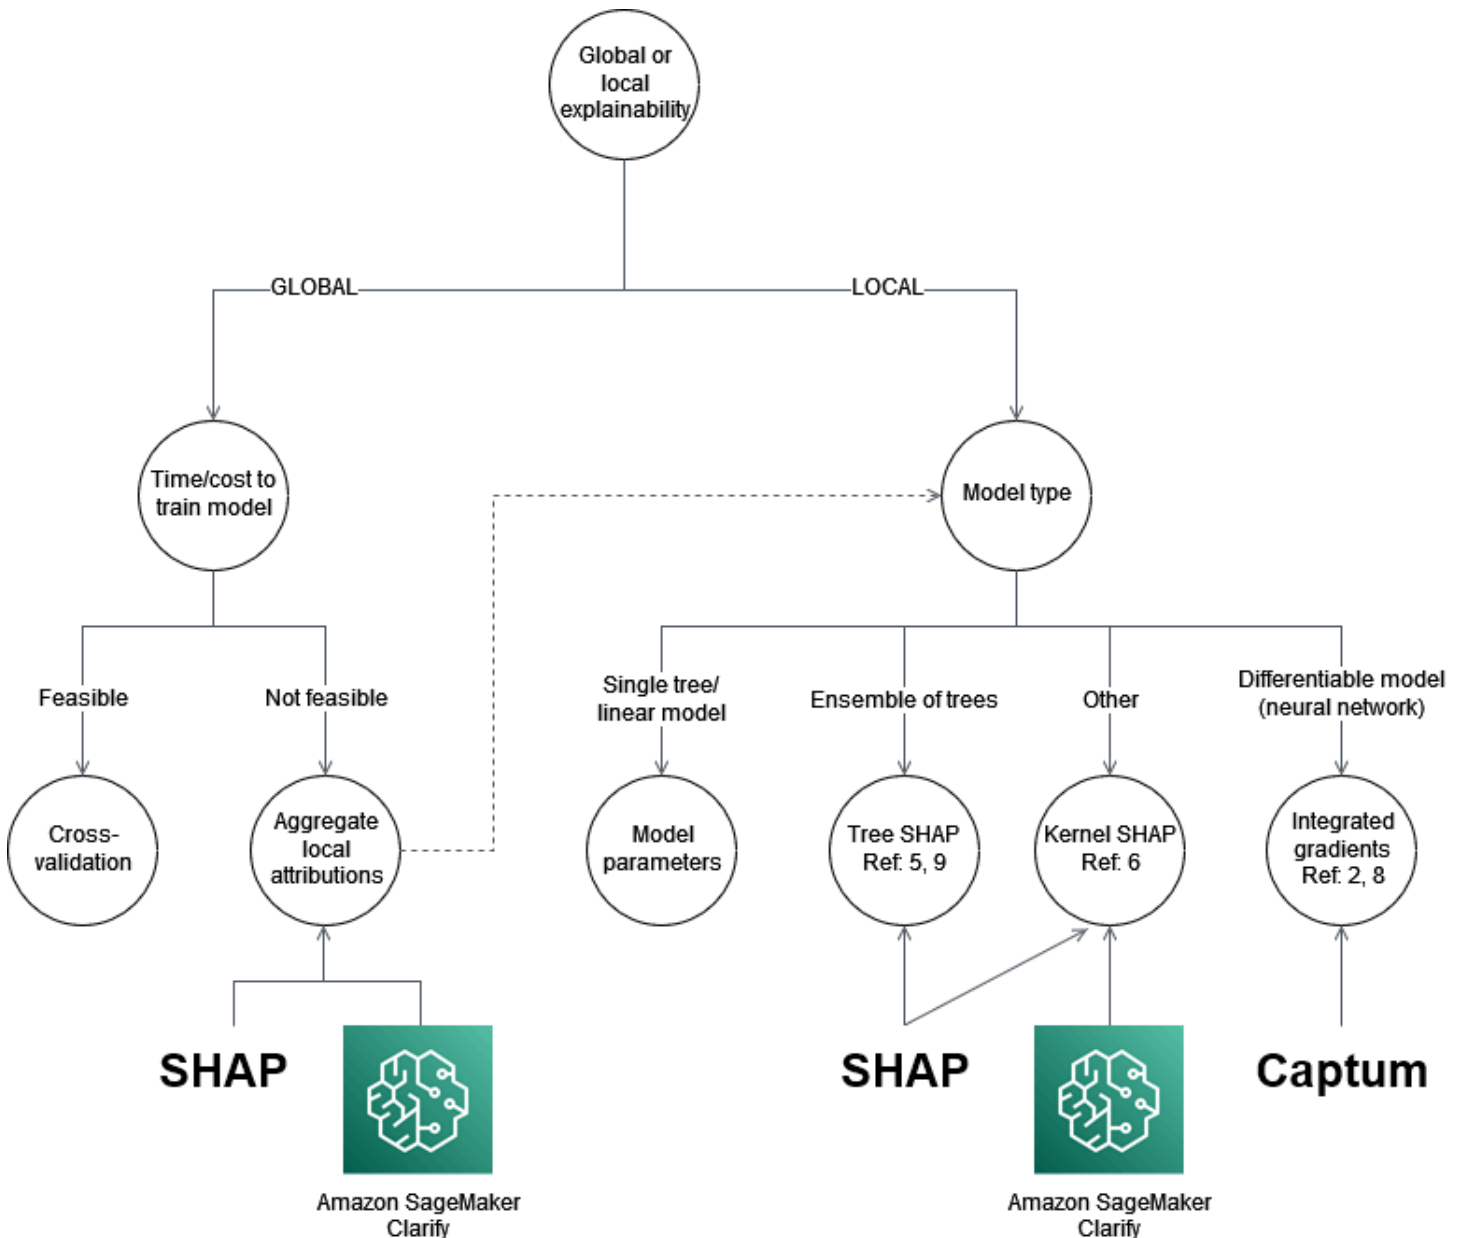 Global or
local
explainability
GLOBAL
LOCAL
Time/cost to
train model
Model type
Feasible
Not feasible
Single tree/
linear model
Ensemble of trees
Other
Differentiable model
(neural network)
Cross-
validation
Aggregate
local
attributions
Model
parameters
Tree SHAP
Ref: 5, 9
Kernel SHAP
Ref: 6
Integrated
gradients
Ref: 2, 8
SHAP
Amazon SageMaker
Clarify
SHAP
Amazon SageMaker
Clarify
Captum